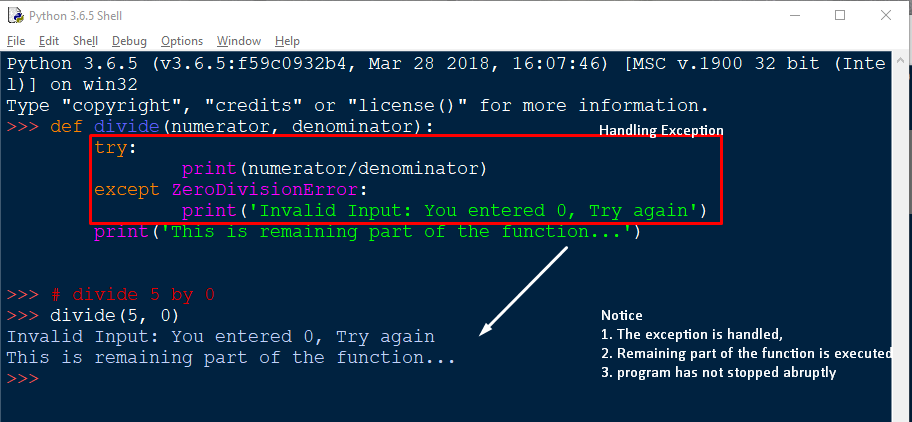 Python 3.6.5 Shell
File Edit Shell Debug Options Window Help
Python 3.6.5 (v3.6.5:f59c0932b4, Mar 28 2018, 16:07:46) [MSC v.1900 32 bit (Inte
l)] on win32
Type "copyright", "credits" or "license()" for more information.
>>> def divide(numerator, denominator):
Handling Exception
try:
print(numerator/denominator)
except ZeroDivisionError:
print('Invalid Input: You entered 0, Try again')
print('This is remaining part of the function...')
>>> # divide 5 by 0
>>> divide(5, 0)
Invalid Input: You entered 0, Try again
This is remaining part of the function...
>>>
Notice
1. The exception is handled,
2. Remaining part of the function is executed
3. program has not stopped abruptly